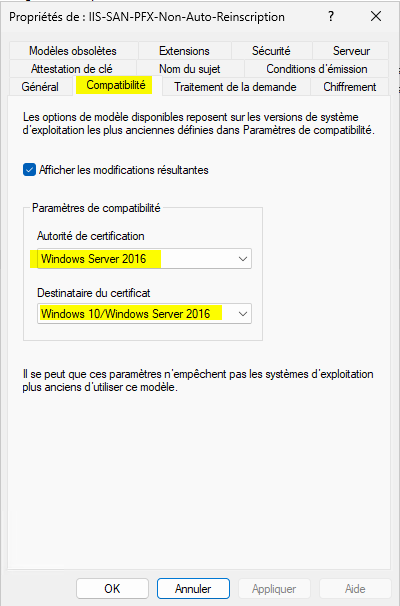 Propriétés de : IIS-SAN-PFX-Non-Auto-Reinscription ? ×
Modèles obsolètes Extensions Sécurité Serveur
Attestation de clé Nom du sujet Conditions d'émission
Général Compatibilité Traitement de la demande Chiffrement
Les options de modèle disponibles reposent sur les versions de système
d'exploitation les plus anciennes définies dans Paramètres de compatibilité.
Afficher les modifications résultantes
Paramètres de compatibilité
Autorité de certification
Windows Server 2016
Destinataire du certificat
Windows 10/Windows Server 2016
Il se peut que ces paramètres n'empêchent pas les systèmes d'exploitation
plus anciens d'utiliser ce modèle.
OK Annuler Appliquer Aide